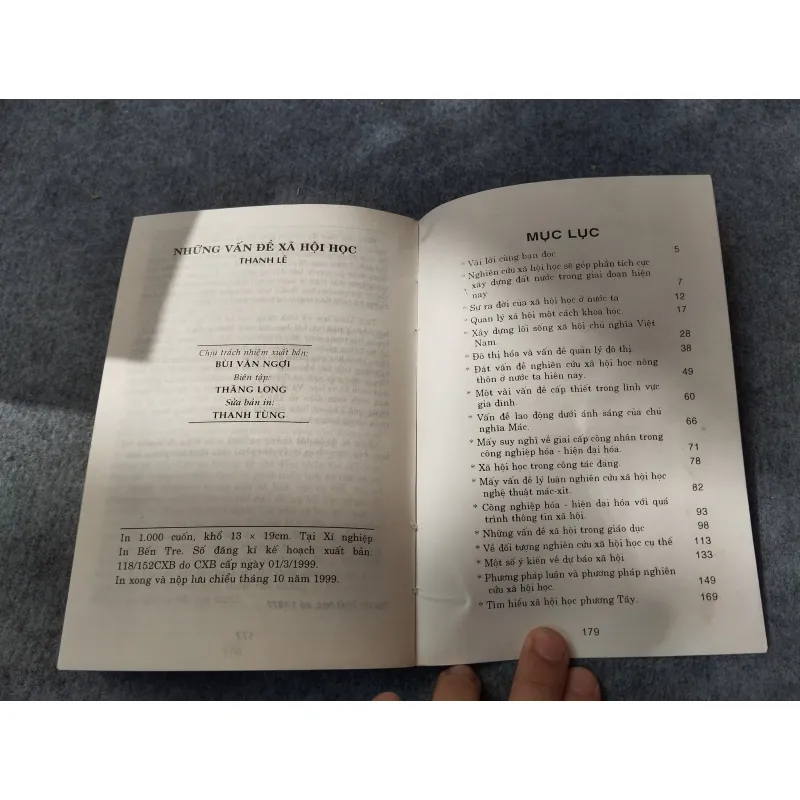 NHỮNG VẤN ĐỀ XÃ HỘI HỌC
THANH LÊ
Chịu trách nhiệm xuất bản:
BÙI VĂN NGỢI
Biên tập:
THĂNG LONG
Sửa bản in:
THANH TÙNG
In 1.000 cuốn, khổ 13 × 19cm. Tại Xí nghiệp
In Bến Tre. Số đăng kí kế hoạch xuất bản:
118/152CXB do CXB cấp ngày 01/3/1999.
In xong và nộp lưu chiểu tháng 10 năm 1999.
MỤC LỤC
* Vài lời cùng bạn đọc 5
* Nghiên cứu xã hội học sẽ góp phần tích cực
xây dựng đất nước trong giai đoạn hiện
nay 7
* Sự ra đời của xã hội học ở nước ta 12
* Quản lý xã hội một cách khoa học 17
* Xây dựng lối sống xã hội chủ nghĩa Việt
Nam. 28
* Đô thị hóa và vấn đề quản lý đô thị. 38
* Đặt vấn đề nghiên cứu xã hội học nông
thôn ở nước ta hiện nay. 49
* Một vài vấn đề cấp thiết trong lĩnh vực
gia đình. 60
* Vấn đề lao động dưới ánh sáng của chủ
nghĩa Mác. 66
* Mấy suy nghĩ về giai cấp công nhân trong
công nghiệp hóa - hiện đại hóa. 71
* Xã hội học trong công tác đảng. 78
* Mấy vấn đề lý luận nghiên cứu xã hội học
nghệ thuật mác-xít. 82
* Công nghiệp hóa - hiện đại hóa với quá
trình thông tin xã hội. 93
* Những vấn đề xã hội trong giáo dục 98
* Về đối tượng nghiên cứu xã hội học cụ thể 113
* Một số ý kiến về dự báo xã hội 133
* Phương pháp luận và phương pháp nghiên
cứu xã hội học. 149
* Tìm hiểu xã hội học phương Tây. 169
179